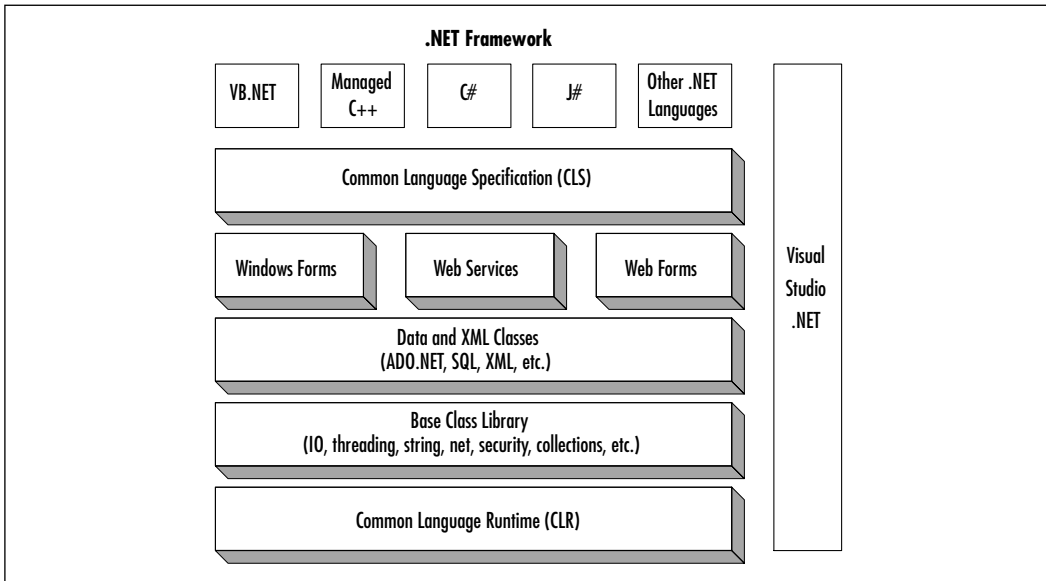 .NET Framework
VB.NET
Managed
C++
C#
J#
Other .NET
Languages
Common Language Specification (CLS)
Windows Forms
Web Services
Web Forms
Visual
Studio
.NET
Data and XML Classes
(ADO.NET, SQL, XML, etc.)
Base Class Library
(IO, threading, string, net, security, collections, etc.)
Common Language Runtime (CLR)